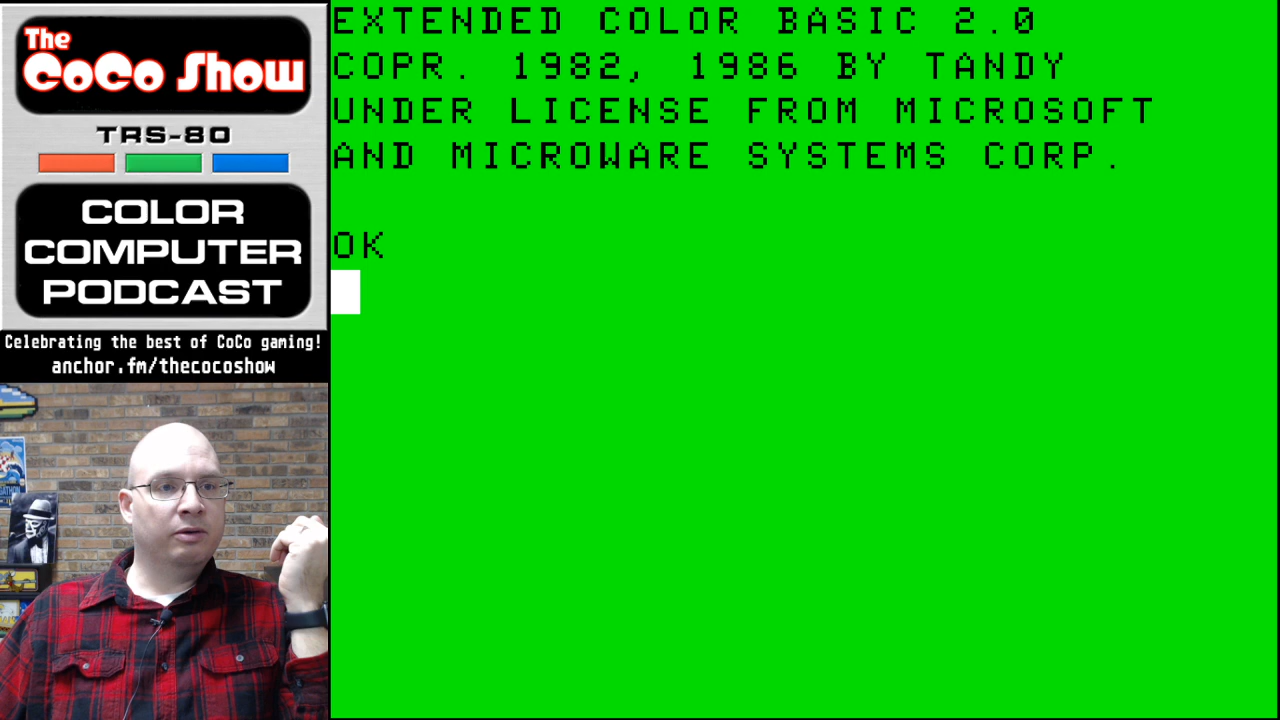 The
CoCo Show
TRS-80
COLOR
COMPUTER
PODCAST
Celebrating the best of CoCo gaming!
anchor.fm/thecocoshow
EXTENDED COLOR BASIC 2.0
COPR. 1982, 1986 BY TANDY
UNDER LICENSE FROM MICROSOFT
AND MICROWARE SYSTEMS CORP.
OK